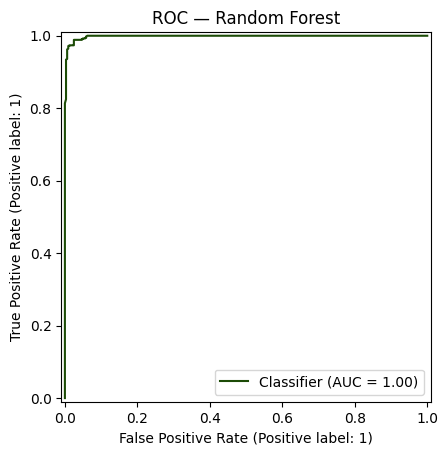 ROC — Random Forest
True Positive Rate (Positive label: 1)
1.0
0.8
0.6
0.4
0.2
0.0
Classifier (AUC = 1.00)
0.0 0.2 0.4 0.6 0.8 1.0
False Positive Rate (Positive label: 1)